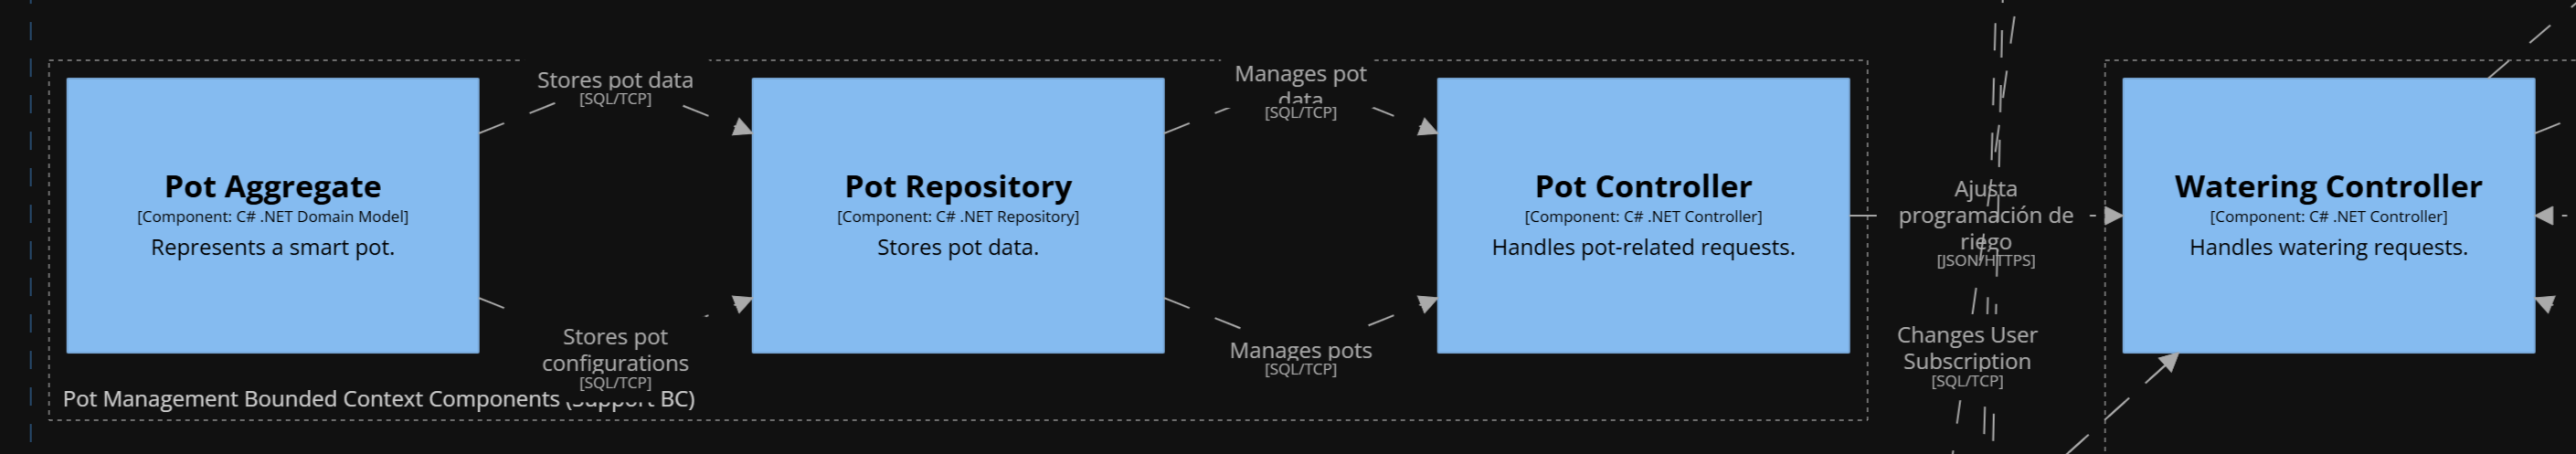 Stores pot data
[SQL/TCP]
Manages pot
data
[SQL/TCP]
Pot Aggregate
[Component: C# .NET Domain Model]
Represents a smart pot.
Pot Repository
[Component: C# .NET Repository]
Stores pot data.
Pot Controller
[Component: C# .NET Controller]
Handles pot-related requests.
Ajusta
programación de
riego
[JSON/HTTPS]
Watering Controller
[Component: C# .NET Controller]
Handles watering requests.
Stores pot
configurations
[SQL/TCP]
Manages pots
[SQL/TCP]
Changes User
Subscription
[SQL/TCP]
Pot Management Bounded Context Components (Support BC)